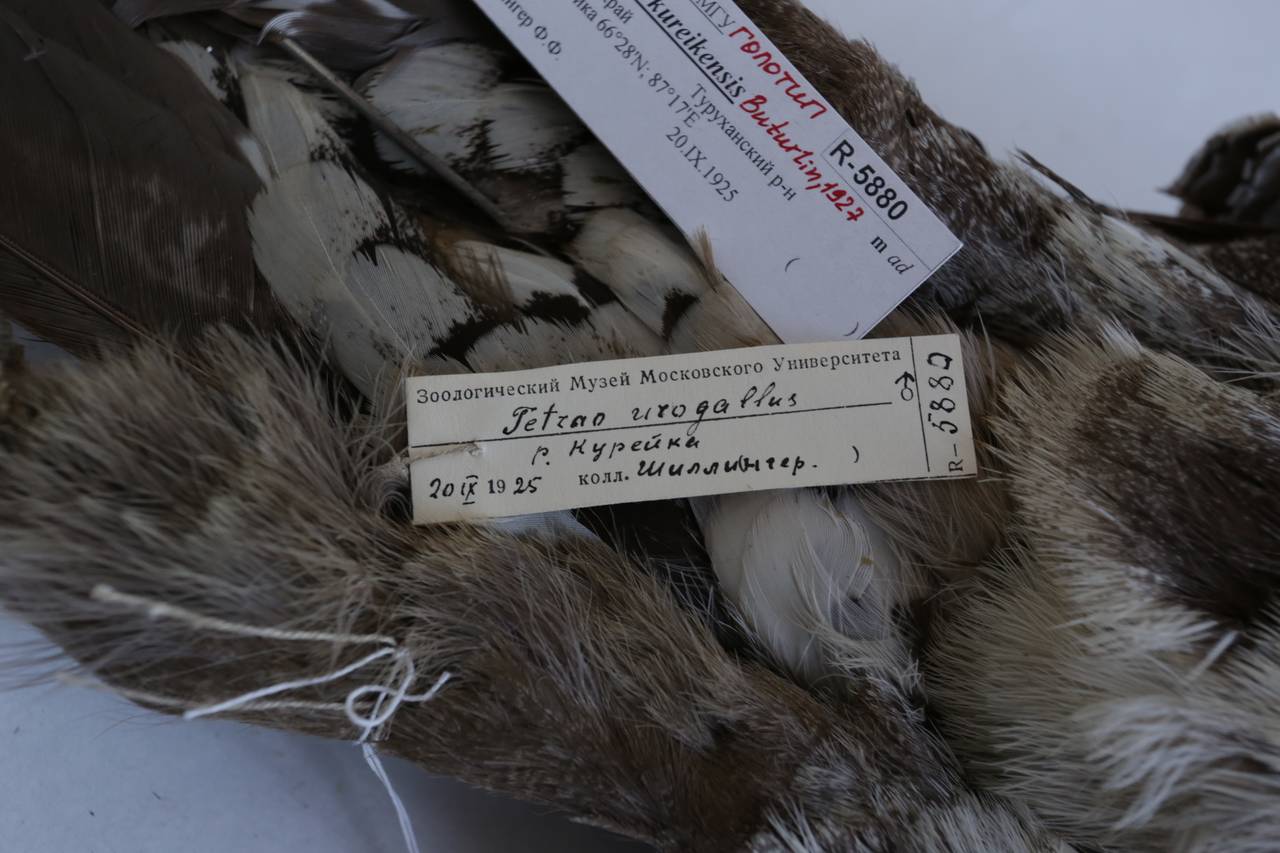 МГУ ГОЛОТИП
kureikensis Buturlin, 1927
край
66°28'N; 87°17'E
Туруханский р-н
Ф.Ф.
20.IX.1925
R-5880
m ad
Зоологический Музей Московского Университета
Tetrao urogallus ♂
р. Курейка
20 IX 1925 колл. Шиллингер.
R-5880